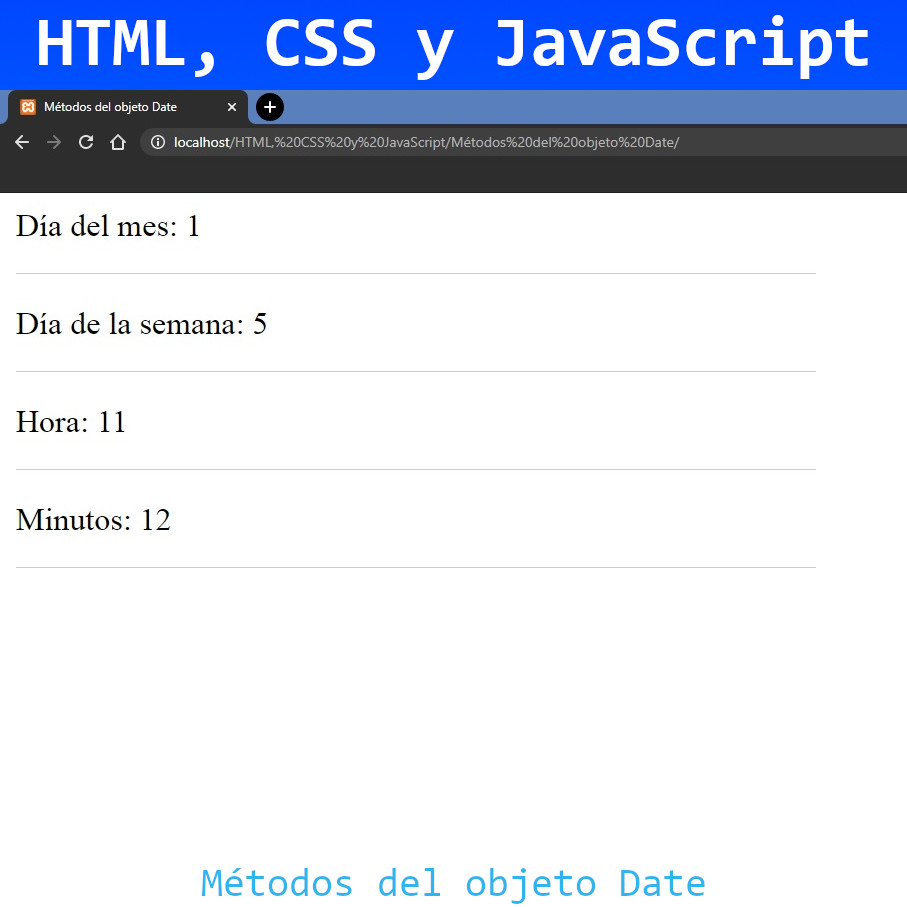 HTML, CSS y JavaScript
Métodos del objeto Date
localhost/HTML,%20CSS%20y%20JavaScript/Métodos%20del%20objeto%20Date/
Día del mes: 1
Día de la semana: 5
Hora: 11
Minutos: 12
Métodos del objeto Date